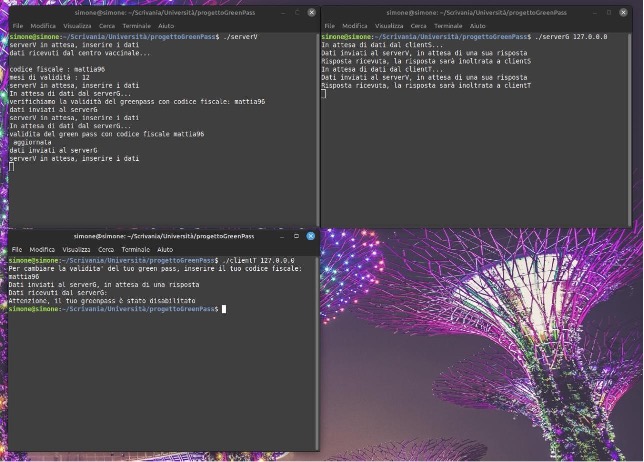 simone@simone: ~/Scrivania/Università/progettoGreenPass
File Modifica Visualizza Cerca Terminale Aiuto
simone@simone:~/Scrivania/Università/progettoGreenPass$ ./serverV
serverV in attesa, inserire i dati
Dati ricevuti dal centro vaccinale...
codice fiscale : mattia96
mesi di validità : 12
serverV in attesa, inserire i dati
In attesa di dati dal serverG...
verifichiamo la validità del greenpass con codice fiscale: mattia96
dati inviati al serverG
serverV in attesa, inserire i dati
In attesa di dati dal serverG...
validita del green pass con codice fiscale mattia96
aggiornala
dati inviati al serverG
serverV in attesa, inserire i dati
simone@simone: ~/Scrivania/Università/progettoGreenPass
File Modifica Visualizza Cerca Terminale Aiuto
simone@simone:~/Scrivania/Università/progettoGreenPass$ ./serverG 127.0.0.0
In attesa di dati dal clientS...
Dati inviati al serverV, in attesa di una sua risposta
Risposta ricevuta, la risposta sarà inoltrata a clientS
In attesa di dati dal clientT...
Dati inviati al serverV, in attesa di una sua risposta
Risposta ricevuta, la risposta sarà inoltrata a clientT
simone@simone: ~/Scrivania/Università/progettoGreenPass
File Modifica Visualizza Cerca Terminale Aiuto
simone@simone:~/Scrivania/Università/progettoGreenPass$ ./clientT 127.0.0.0
Per cambiare la validita' del tuo green pass, inserire il tuo codice fiscale:
mattia96
Dati inviati al serverG, in attesa di una risposta
Dati ricevuti dal serverG:
Attenzione, il tuo greenpass è stato disabilitato
simone@simone:~/Scrivania/Università/progettoGreenPass$